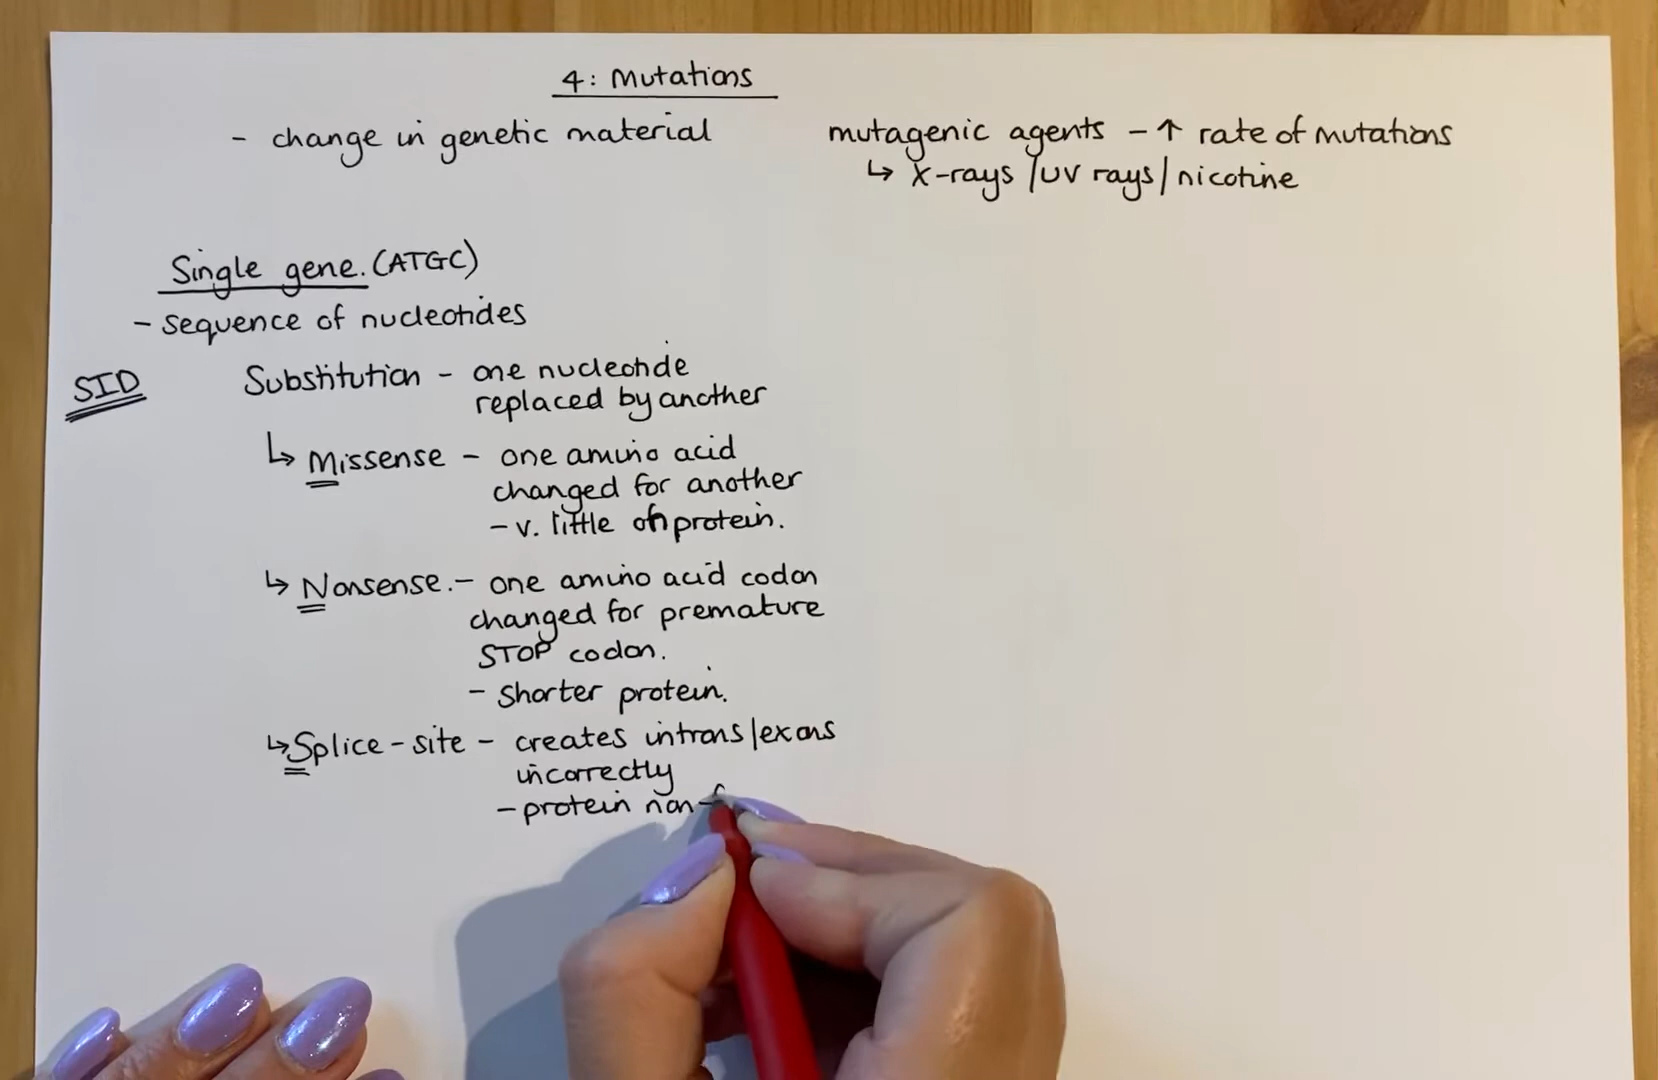 4: Mutations
- change in genetic material
mutagenic agents - ↑ rate of mutations
↳ X-rays / UV rays / nicotine
Single gene. (ATGC)
- sequence of nucleotides
SID
Substitution - one nucleotide
replaced by another
↳ Missense - one amino acid
changed for another
- v. little on protein.
↳ Nonsense. - one amino acid codon
changed for premature
STOP codon.
- shorter protein.
↳ Splice-site - creates introns/exons
incorrectly
- protein non-f